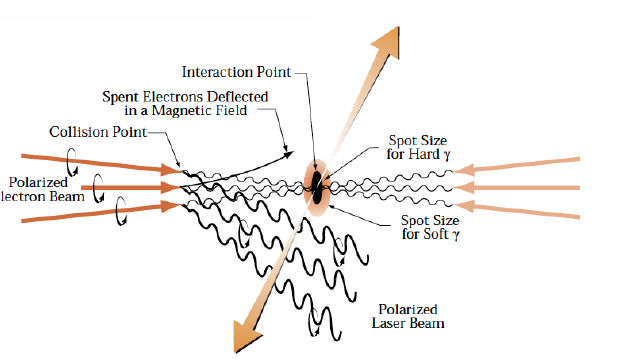 Interaction Point
Spent Electrons Deflected
in a Magnetic Field
Collision Point
Spot Size
for Hard γ
Polarized
lectron Beam
Spot Size
for Soft γ
Polarized
Laser Beam